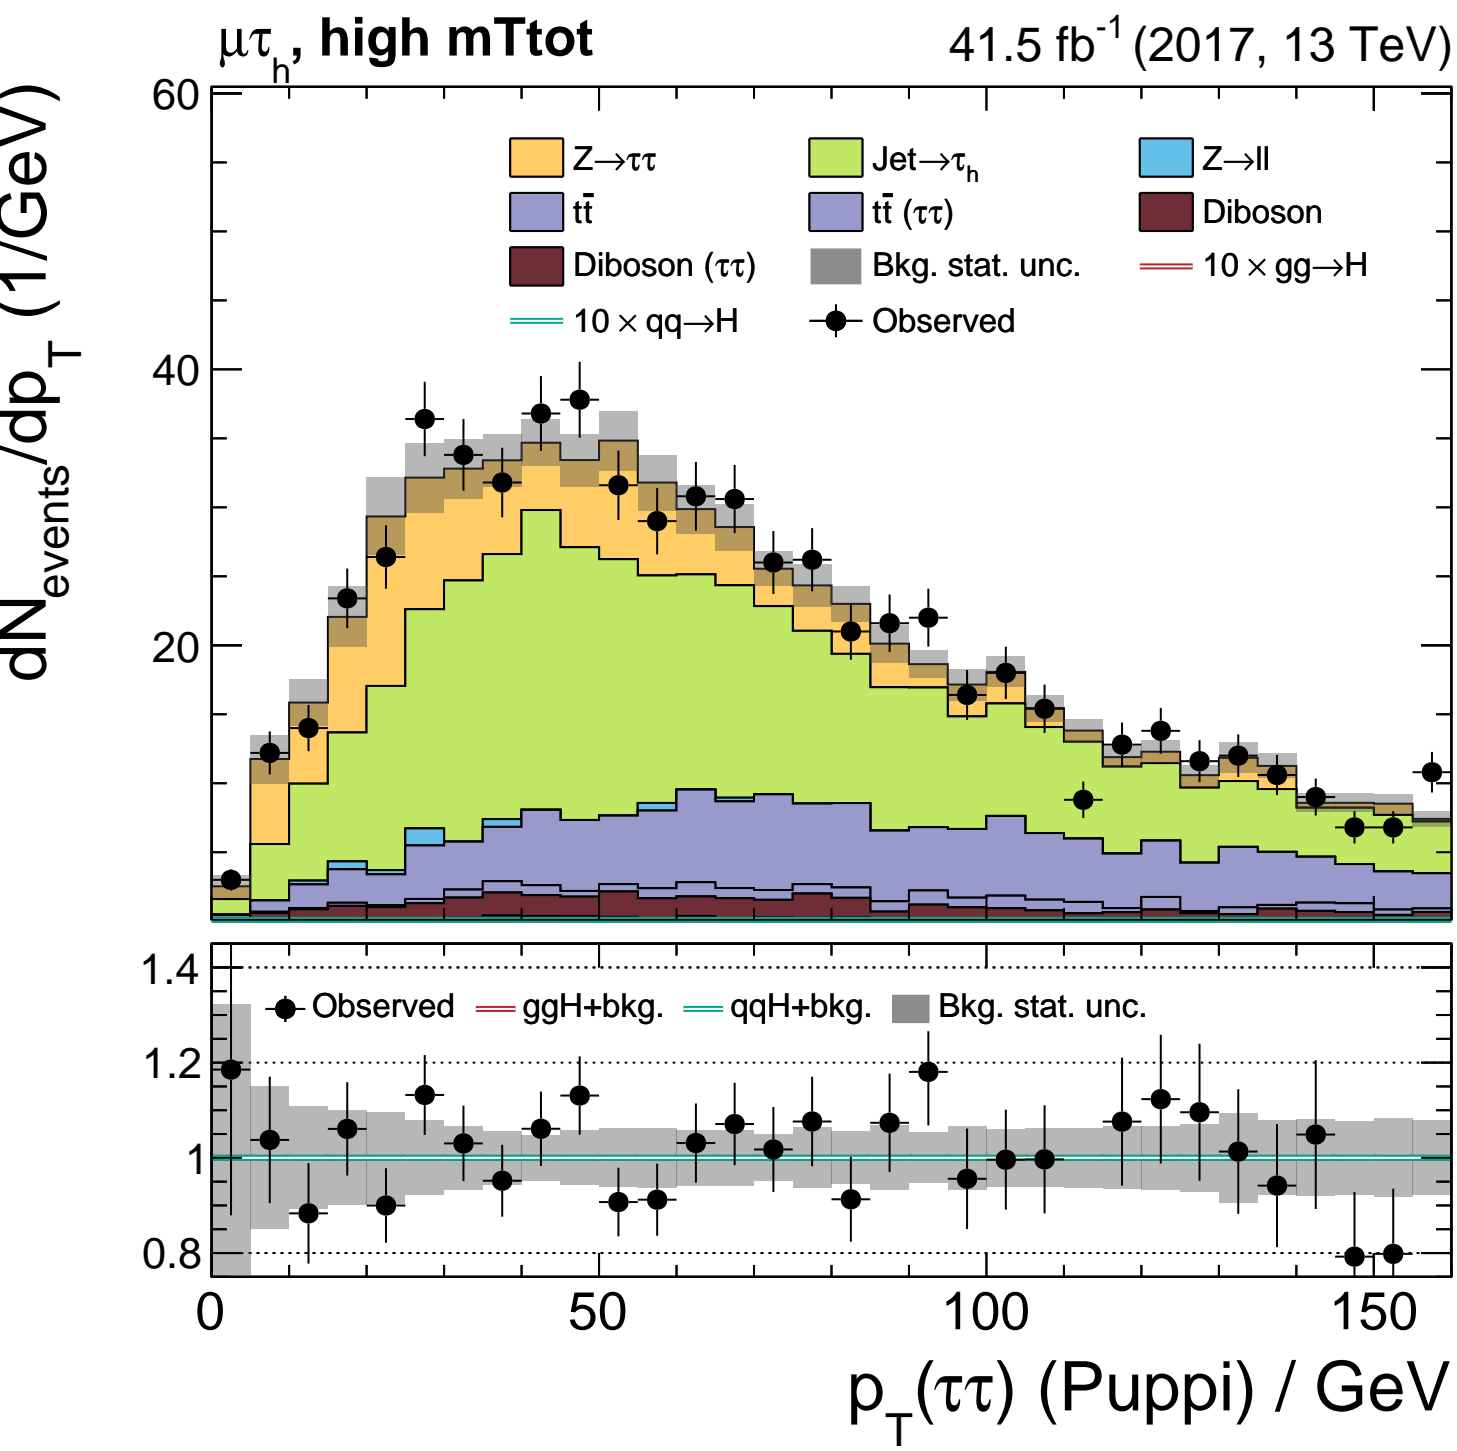 μτh, high mTtot
41.5 fb-1 (2017, 13 TeV)
dNevents/dpT (1/GeV)
60
40
20
Z→ττ
Jet→τh
Z→ll
tt̄
tt̄ (ττ)
Diboson
Diboson (ττ)
Bkg. stat. unc.
10 × gg→H
10 × qq→H
Observed
1.4
1.2
1
0.8
Observed
ggH+bkg.
qqH+bkg.
Bkg. stat. unc.
0
50
100
150
pT(ττ) (Puppi) / GeV